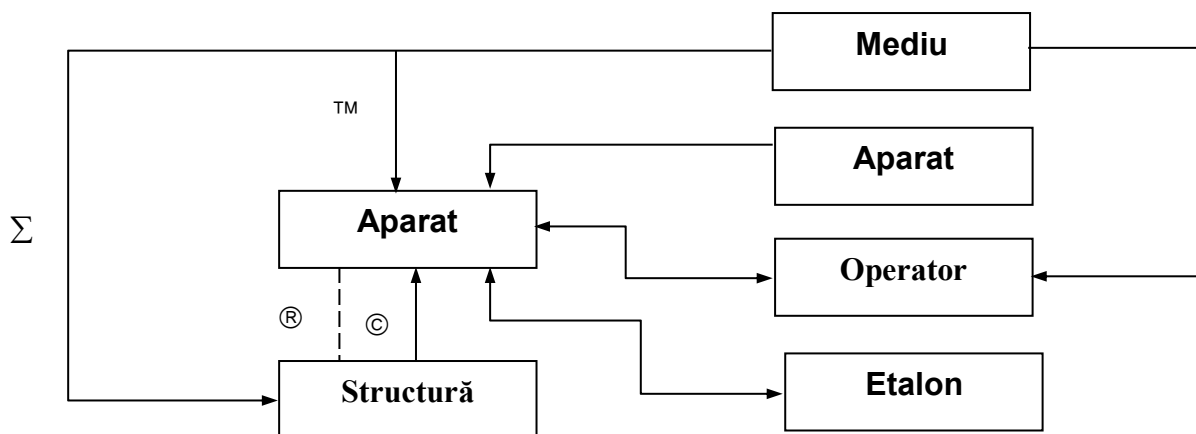 Mediu
TM
Aparat
Aparat
Σ
Operator
® ©
Etalon
Structură